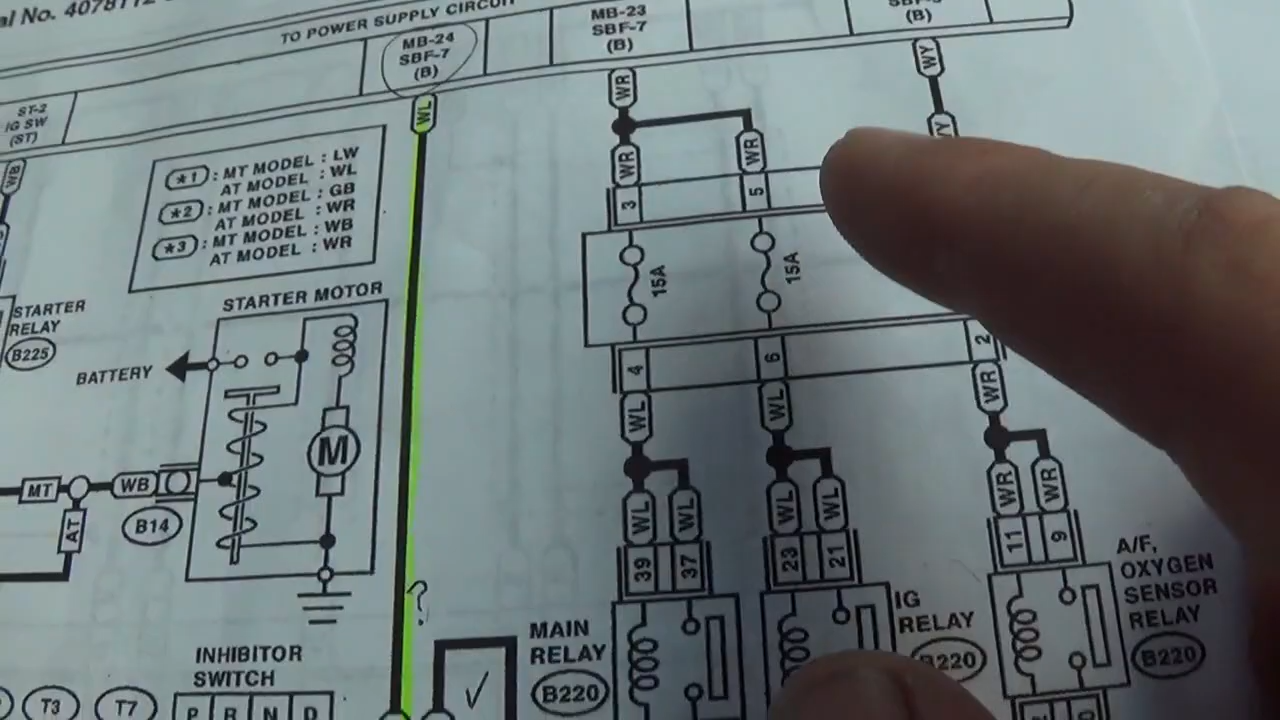 al No. 4078112
TO POWER SUPPLY CIRCUIT
MB-24
SBF-7
(B)
MB-23
SBF-7
(B)
(B)
ST-2
IG SW
(ST)
WB
WL
WR
WY
WR
WR
3
5
15A
15A
*1 : MT MODEL : LW
AT MODEL : WL
*2 : MT MODEL : GB
AT MODEL : WR
*3 : MT MODEL : WB
AT MODEL : WR
STARTER
RELAY
B225
STARTER MOTOR
BATTERY
M
MT
WB
AT
B14
4
6
2
WL
WL
WR
WL
WL
WL
WL
WR
WR
39
37
23
21
11
9
?
MAIN
RELAY
B220
IG
RELAY
B220
A/F,
OXYGEN
SENSOR
RELAY
B220
INHIBITOR
SWITCH
T3
T7
P
R
N
D